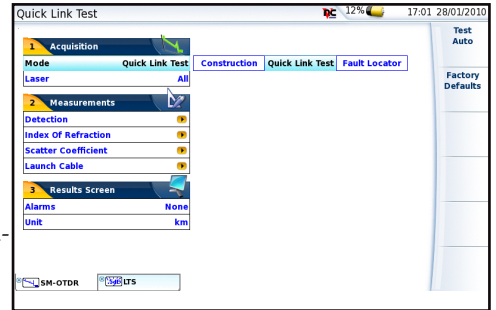 Quick Link Test 12% 17:01 28/01/2010
1 Acquisition
Mode Quick Link Test Construction Quick Link Test Fault Locator
Laser All
2 Measurements
Detection
Index Of Refraction
Scatter Coefficient
Launch Cable
3 Results Screen
Alarms None
Unit km
Test
Auto
Factory
Defaults
SM-OTDR LTS